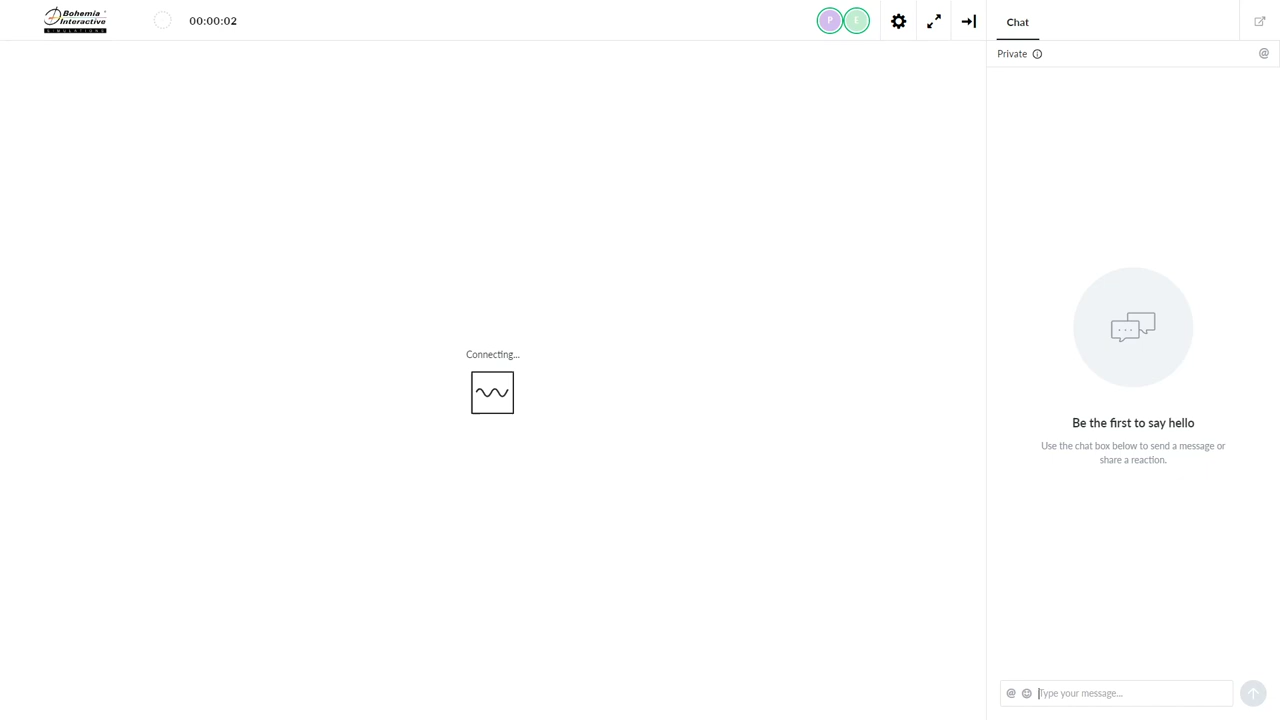 Bohemia
Interactive
SIMULATIONS
00:00:02
P
E
Chat
Private
@
Connecting...
Be the first to say hello
Use the chat box below to send a message or
share a reaction.
@ Type your message...